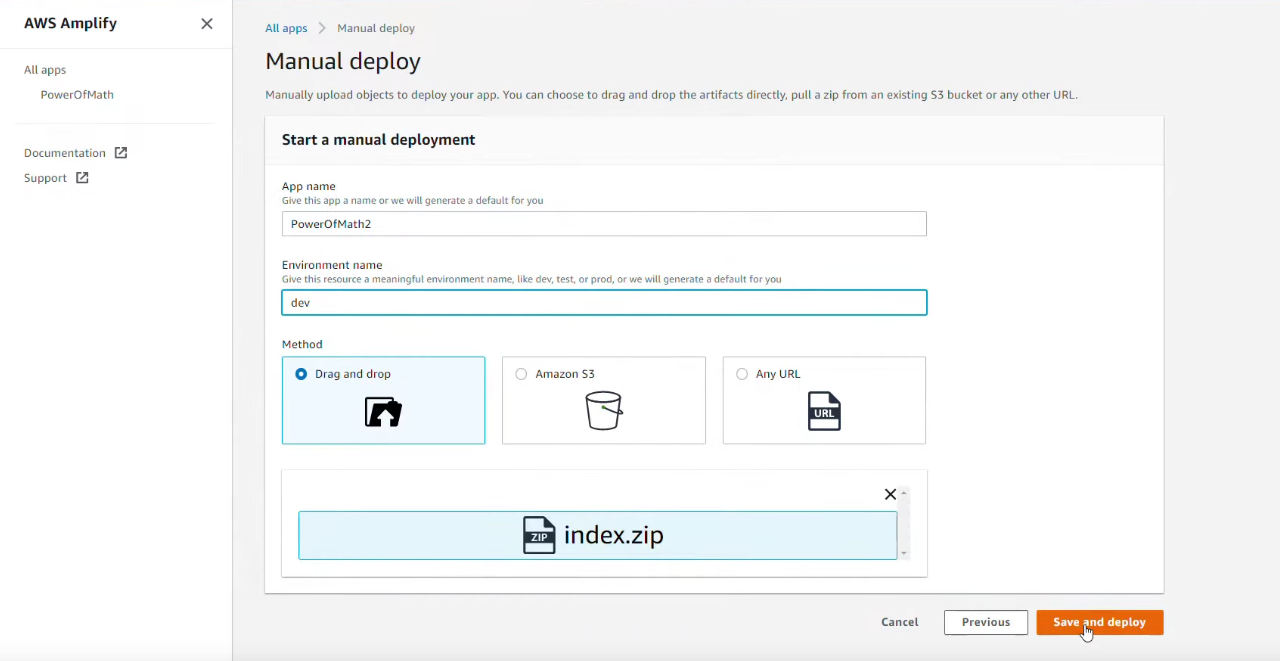 AWS Amplify
All apps
PowerOfMath
Documentation
Support
All apps > Manual deploy
Manual deploy
Manually upload objects to deploy your app. You can choose to drag and drop the artifacts directly, pull a zip from an existing S3 bucket or any other URL.
Start a manual deployment
App name
Give this app a name or we will generate a default for you
PowerOfMath2
Environment name
Give this resource a meaningful environment name, like dev, test, or prod, or we will generate a default for you
dev
Method
Drag and drop
Amazon S3
Any URL
URL
ZIP index.zip
Cancel
Previous
Save and deploy